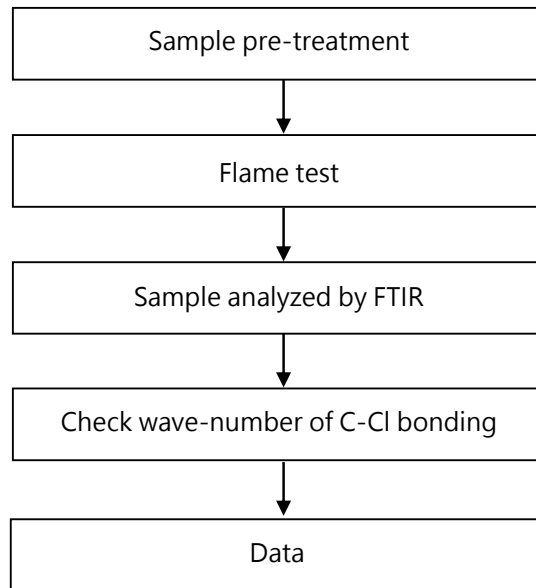 Sample pre-treatment
Flame test
Sample analyzed by FTIR
Check wave-number of C-Cl bonding
Data